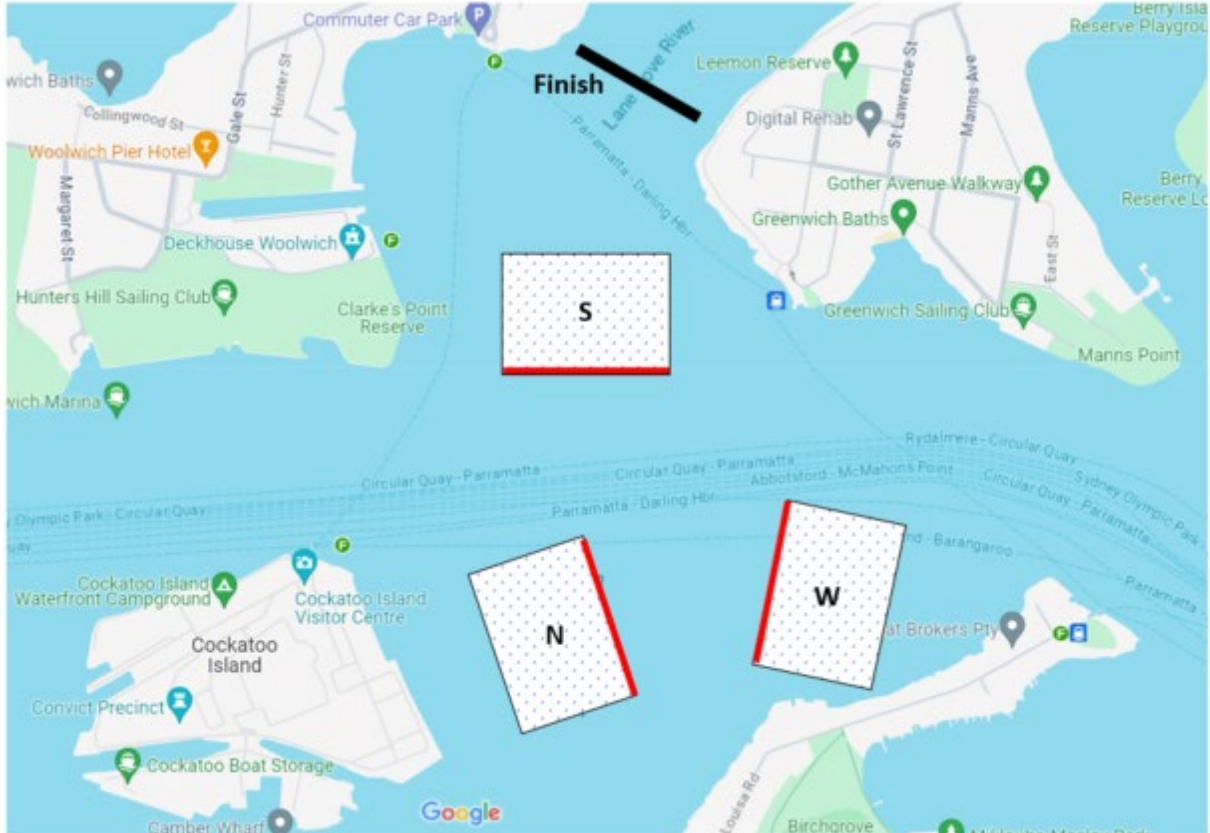 Commuter Car Park
P
Berry Isla
Reserve Playgrou
F
Finish
Lane Cove River
Leemon Reserve
wich Baths
Collingwood St
Gale St
Hunter St
Digital Rehab
St Lawrence St
Manns Ave
Woolwich Pier Hotel
Parramatta - Darling Hbr
Margaret St
Gother Avenue Walkway
Berry
Reserve Lo
Greenwich Baths
Deckhouse Woolwich
F
East St
Hunters Hill Sailing Club
Clarke's Point
Reserve
S
Greenwich Sailing Club
Manns Point
wich Marina
Rydalmere - Circular Quay
Circular Quay - Parramatta
Circular Quay - Parramatta
Abbotsford - McMahons Point
Circular Quay - Parramatta
Sydney Olympic Park -
y Olympic Park - Circular Quay
Parramatta - Darling Hbr
Quay
F
nd - Barangaroo
Parramatta -
Cockatoo Island
Waterfront Campground
Cockatoo Island
Visitor Centre
W
N
at Brokers Pty
F
Cockatoo
Island
Convict Precinct
Cockatoo Boat Storage
Louisa Rd
Google
Camber Wharf
Birchgrove